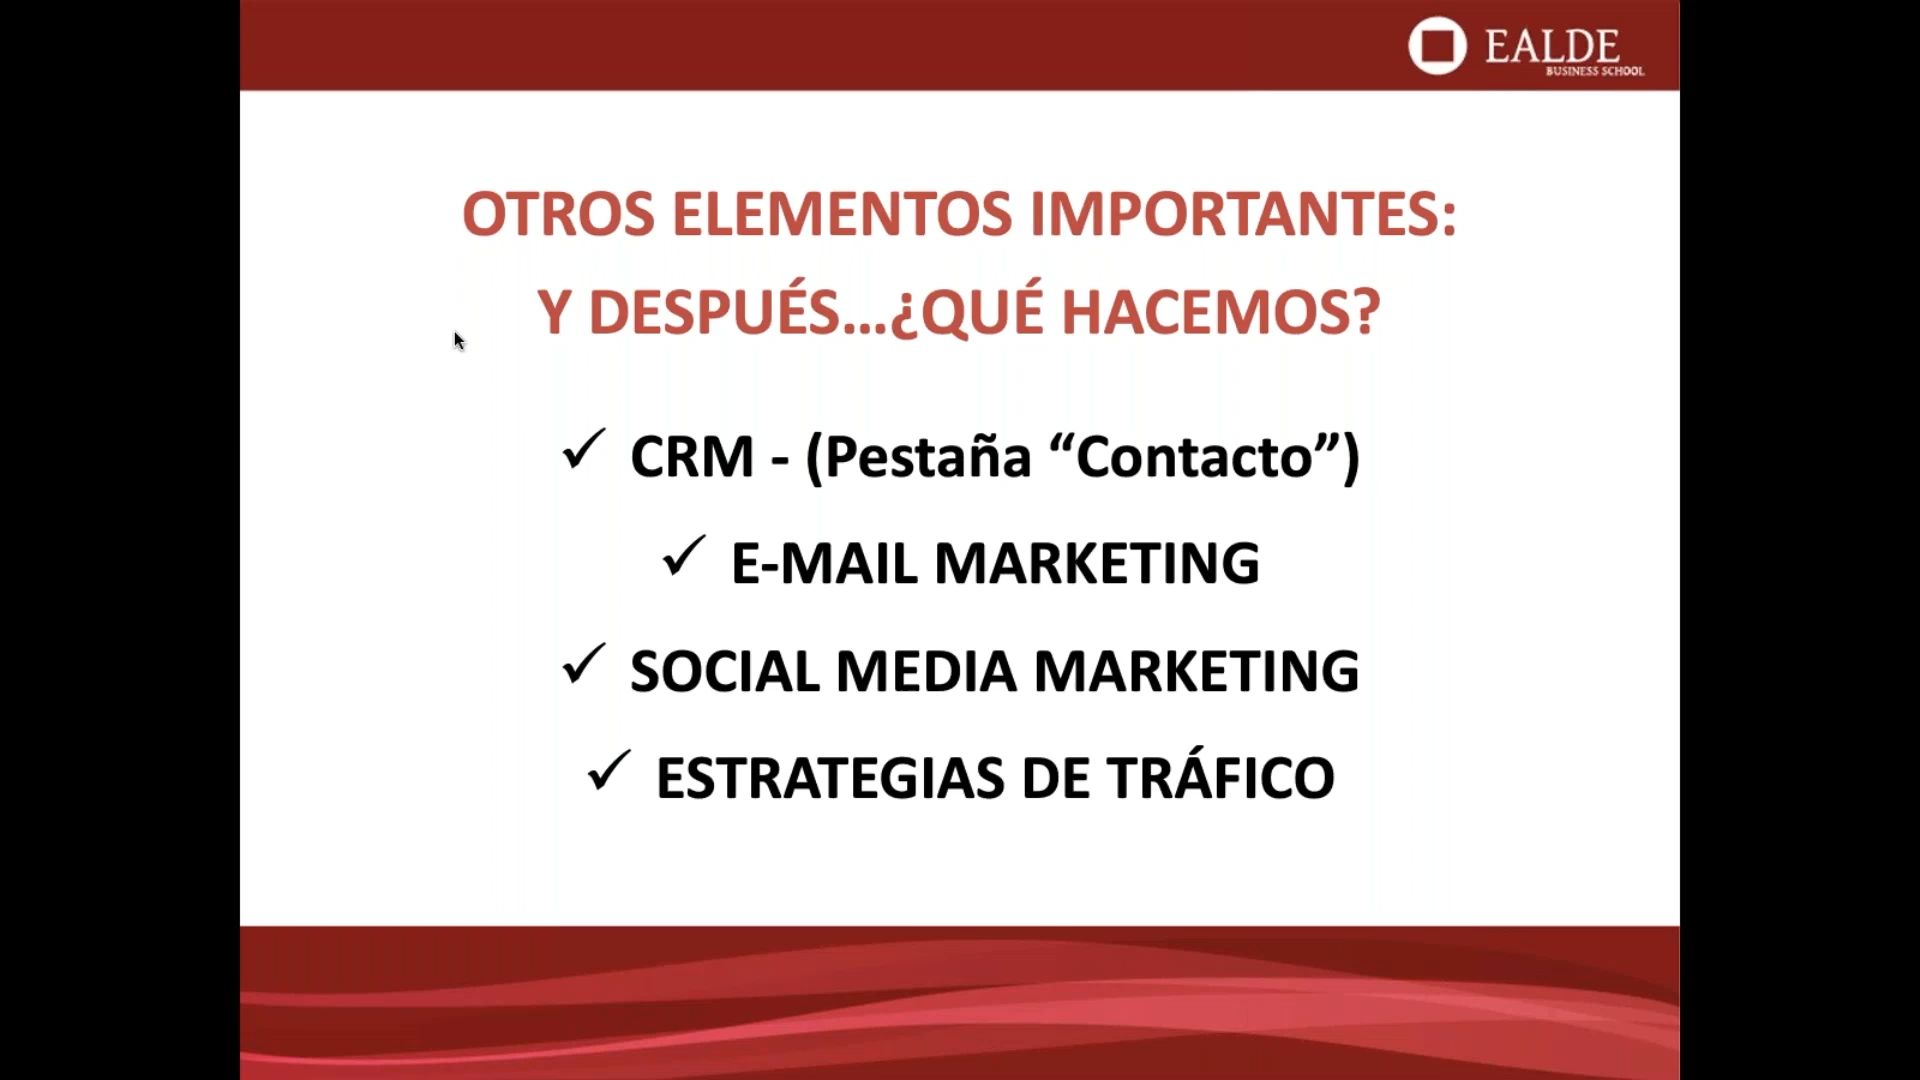 EALDE
BUSINESS SCHOOL
OTROS ELEMENTOS IMPORTANTES:
Y DESPUÉS...¿QUÉ HACEMOS?
✓ CRM - (Pestaña “Contacto”)
✓ E-MAIL MARKETING
✓ SOCIAL MEDIA MARKETING
✓ ESTRATEGIAS DE TRÁFICO